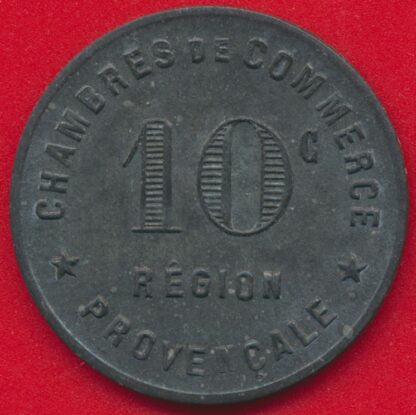 CHAMBRES DE COMMERCE
10 C
RÉGION
★ PROVENÇALE ★